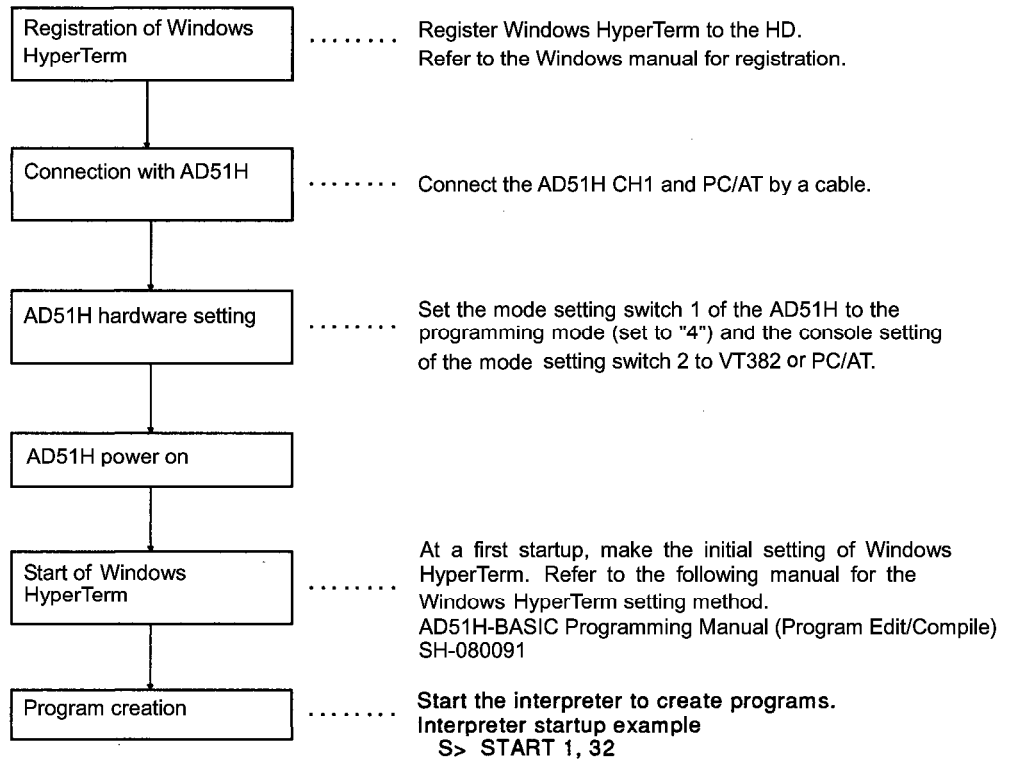 Registration of Windows
HyperTerm
........ Register Windows HyperTerm to the HD.
Refer to the Windows manual for registration.
Connection with AD51H
........ Connect the AD51H CH1 and PC/AT by a cable.
AD51H hardware setting
........ Set the mode setting switch 1 of the AD51H to the
programming mode (set to "4") and the console setting
of the mode setting switch 2 to VT382 or PC/AT.
AD51H power on
Start of Windows
HyperTerm
........ At a first startup, make the initial setting of Windows
HyperTerm. Refer to the following manual for the
Windows HyperTerm setting method.
AD51H-BASIC Programming Manual (Program Edit/Compile)
SH-080091
Program creation
........ Start the interpreter to create programs.
Interpreter startup example
S> START 1, 32